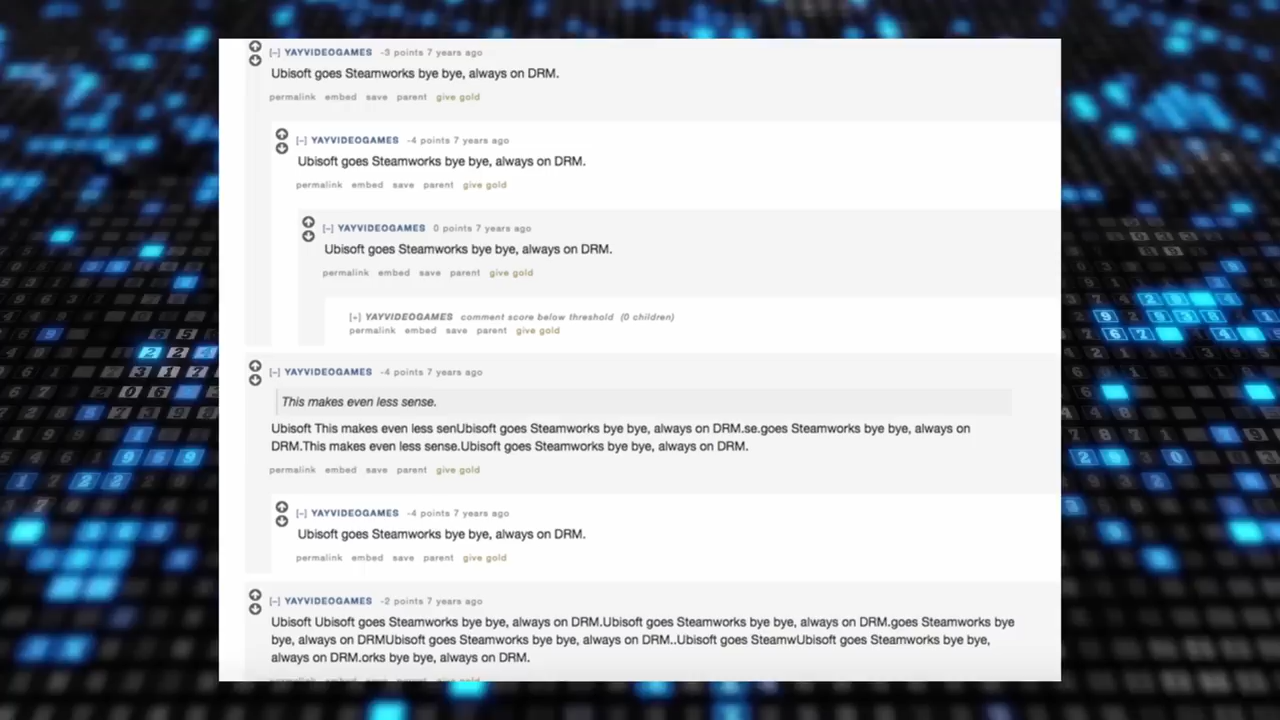 [–] YAYVIDEOGAMES -3 points 7 years ago
Ubisoft goes Steamworks bye bye, always on DRM.
permalink embed save parent give gold
[–] YAYVIDEOGAMES -4 points 7 years ago
Ubisoft goes Steamworks bye bye, always on DRM.
permalink embed save parent give gold
[–] YAYVIDEOGAMES 0 points 7 years ago
Ubisoft goes Steamworks bye bye, always on DRM.
permalink embed save parent give gold
[+] YAYVIDEOGAMES comment score below threshold (0 children)
permalink embed save parent give gold
[–] YAYVIDEOGAMES -4 points 7 years ago
This makes even less sense.
Ubisoft This makes even less senUbisoft goes Steamworks bye bye, always on DRM.se.goes Steamworks bye bye, always on
DRM.This makes even less sense.Ubisoft goes Steamworks bye bye, always on DRM.
permalink embed save parent give gold
[–] YAYVIDEOGAMES -4 points 7 years ago
Ubisoft goes Steamworks bye bye, always on DRM.
permalink embed save parent give gold
[–] YAYVIDEOGAMES -2 points 7 years ago
Ubisoft Ubisoft goes Steamworks bye bye, always on DRM.Ubisoft goes Steamworks bye bye, always on DRM.goes Steamworks bye
bye, always on DRMUbisoft goes Steamworks bye bye, always on DRM..Ubisoft goes SteamwUbisoft goes Steamworks bye bye,
always on DRM.orks bye bye, always on DRM.